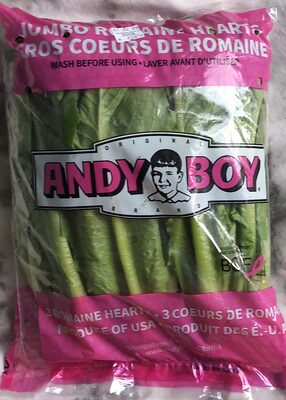 JUMBO ROMAINE HEARTS
GROS COEURS DE ROMAINE
WASH BEFORE USING • LAVER AVANT D'UTILISER
ORIGINAL
ANDY BOY
BRAND
3 ROMAINE HEARTS • 3 COEURS DE ROMA
PRODUCE OF USA • PRODUIT DES É.-U.